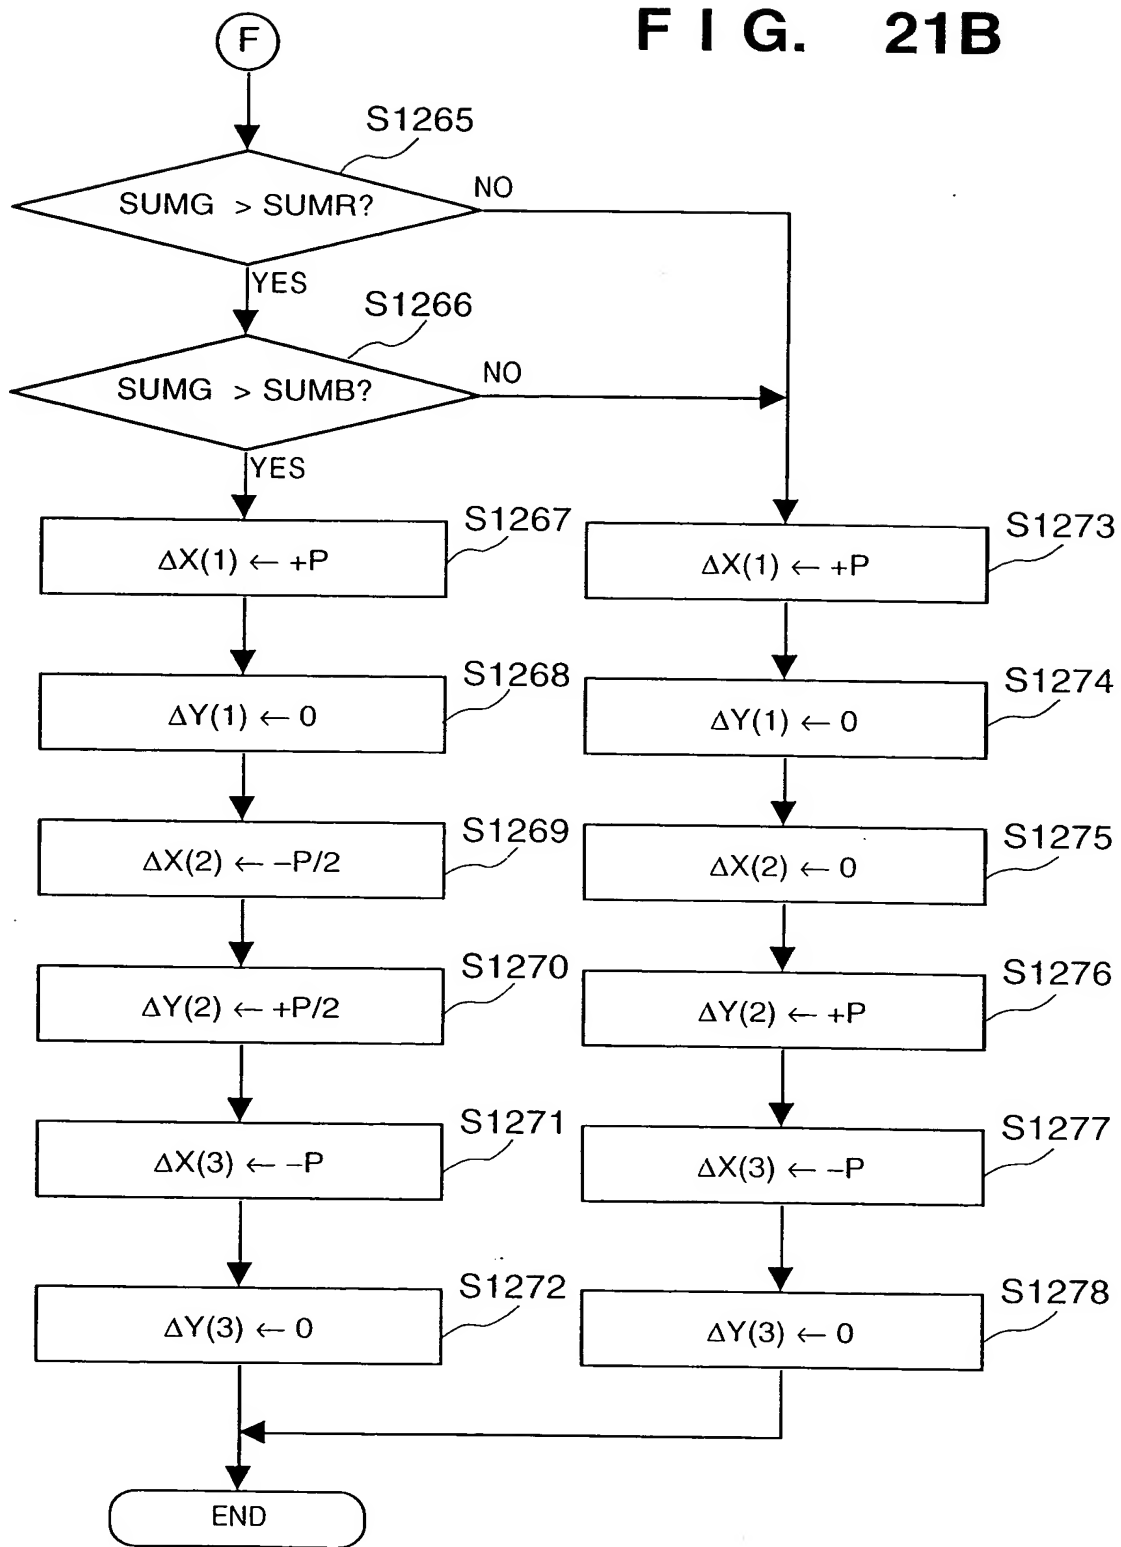 FIG. 21B
F
S1265
SUMG > SUMR?
NO
YES
S1266
SUMG > SUMB?
NO
YES
S1267
ΔX(1) ← +P
S1268
ΔY(1) ← 0
S1269
ΔX(2) ← −P/2
S1270
ΔY(2) ← +P/2
S1271
ΔX(3) ← −P
S1272
ΔY(3) ← 0
S1273
ΔX(1) ← +P
S1274
ΔY(1) ← 0
S1275
ΔX(2) ← 0
S1276
ΔY(2) ← +P
S1277
ΔX(3) ← −P
S1278
ΔY(3) ← 0
END